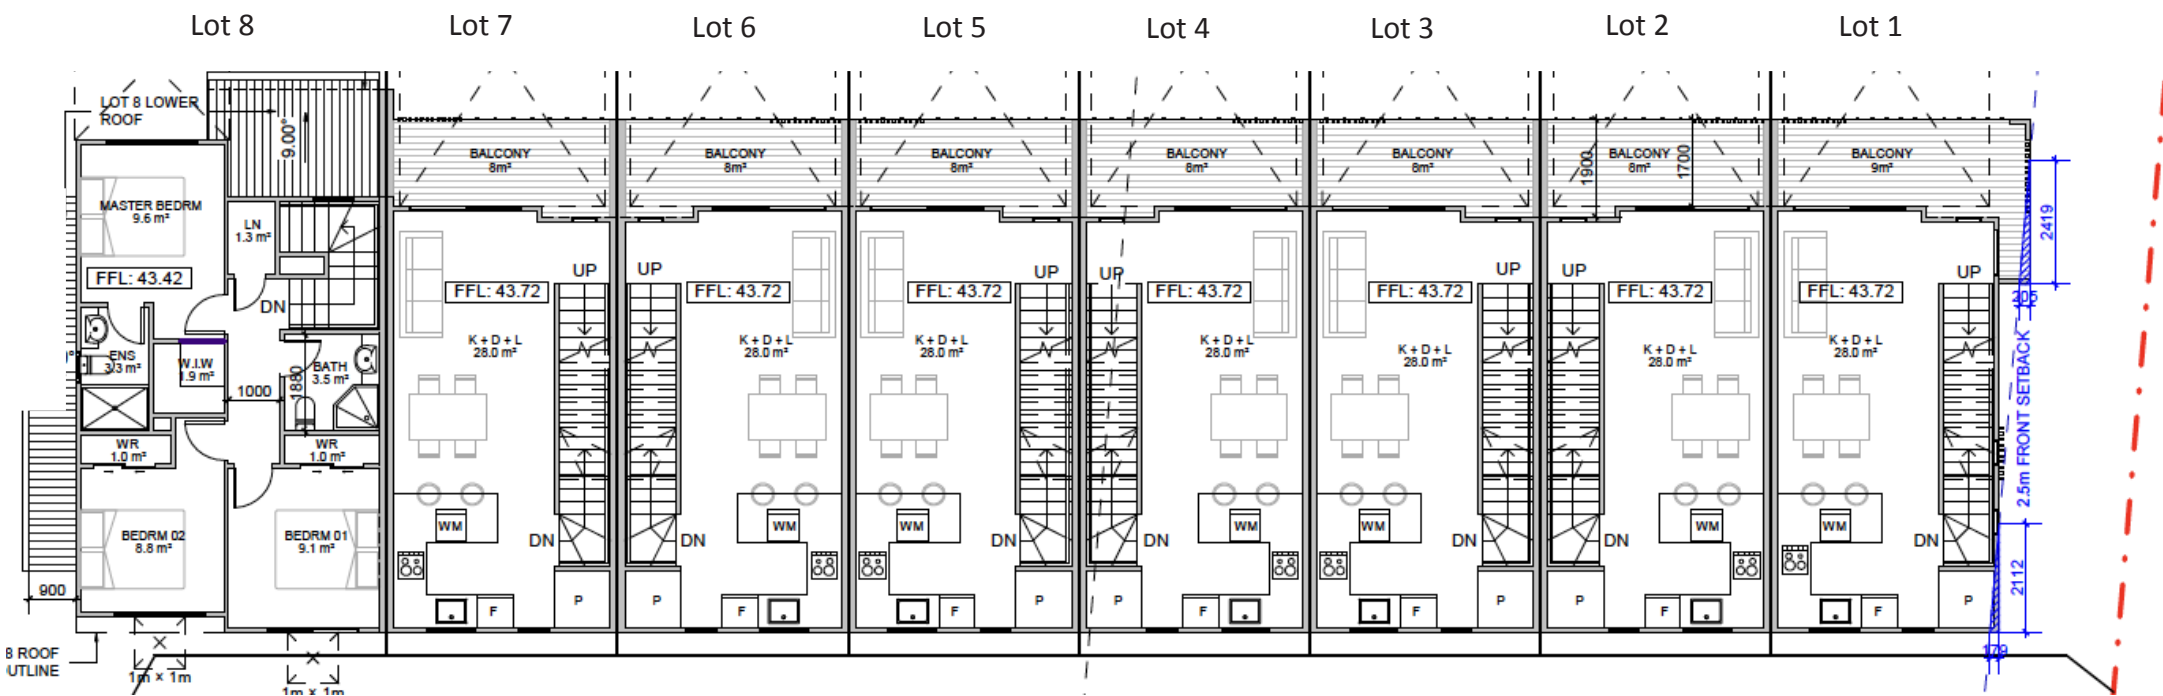 Lot 8
Lot 7
Lot 6
Lot 5
Lot 4
Lot 3
Lot 2
Lot 1
LOT 8 LOWER
ROOF
9.00°
MASTER BEDRM
9.6 m²
LN
1.3 m²
FFL: 43.42
DN
ENS
3.3 m²
W.I.W
1.9 m²
BATH
3.5 m²
1000
1880
WR
1.0 m²
WR
1.0 m²
BEDRM 02
8.8 m²
BEDRM 01
9.1 m²
900
8 ROOF
UTLINE
1m × 1m
1m × 1m
BALCONY
8m²
UP
FFL: 43.72
K + D + L
28.0 m²
WM
DN
F
P
BALCONY
8m²
UP
FFL: 43.72
K + D + L
28.0 m²
WM
DN
P
F
BALCONY
8m²
UP
FFL: 43.72
K + D + L
28.0 m²
WM
DN
F
P
BALCONY
8m²
UP
FFL: 43.72
K + D + L
28.0 m²
WM
DN
P
F
BALCONY
8m²
UP
FFL: 43.72
K + D + L
28.0 m²
WM
DN
F
P
1900
BALCONY
8m²
1700
UP
FFL: 43.72
K + D + L
28.0 m²
WM
DN
P
F
BALCONY
9m²
UP
FFL: 43.72
K + D + L
28.0 m²
WM
DN
F
P
2419
2.5m FRONT SETBACK
2112
179